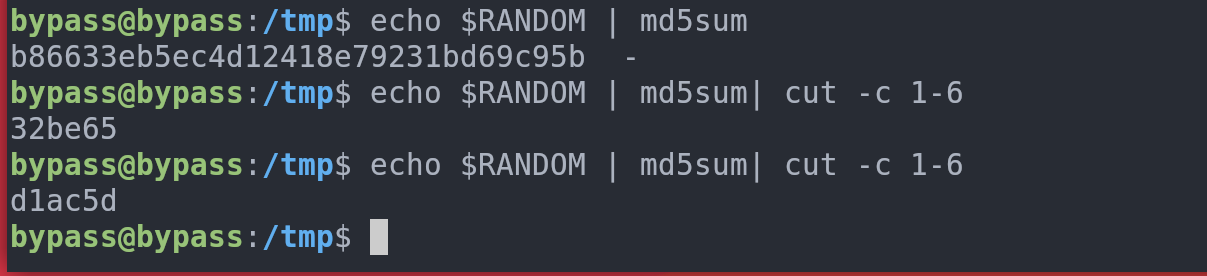 bypass@bypass:/tmp$ echo $RANDOM | md5sum
b86633eb5ec4d12418e79231bd69c95b  -
bypass@bypass:/tmp$ echo $RANDOM | md5sum| cut -c 1-6
32be65
bypass@bypass:/tmp$ echo $RANDOM | md5sum| cut -c 1-6
d1ac5d
bypass@bypass:/tmp$